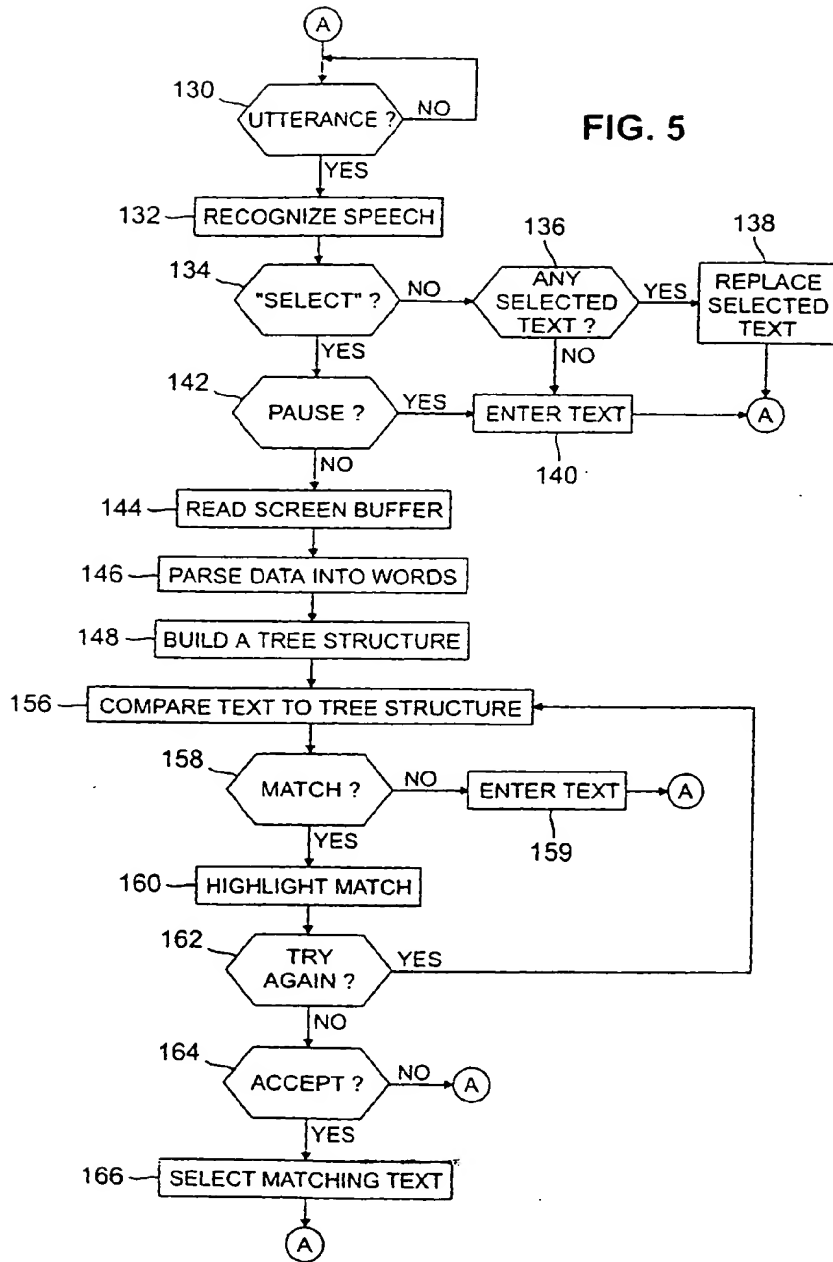 A
130
UTTERANCE ?
NO
FIG. 5
YES
132
RECOGNIZE SPEECH
134
"SELECT" ?
NO
136
ANY
SELECTED
TEXT ?
YES
138
REPLACE
SELECTED
TEXT
YES
NO
142
PAUSE ?
YES
ENTER TEXT
140
A
NO
144
READ SCREEN BUFFER
146
PARSE DATA INTO WORDS
148
BUILD A TREE STRUCTURE
156
COMPARE TEXT TO TREE STRUCTURE
158
MATCH ?
NO
ENTER TEXT
159
A
YES
160
HIGHLIGHT MATCH
162
TRY
AGAIN ?
YES
NO
164
ACCEPT ?
NO
A
YES
166
SELECT MATCHING TEXT
A